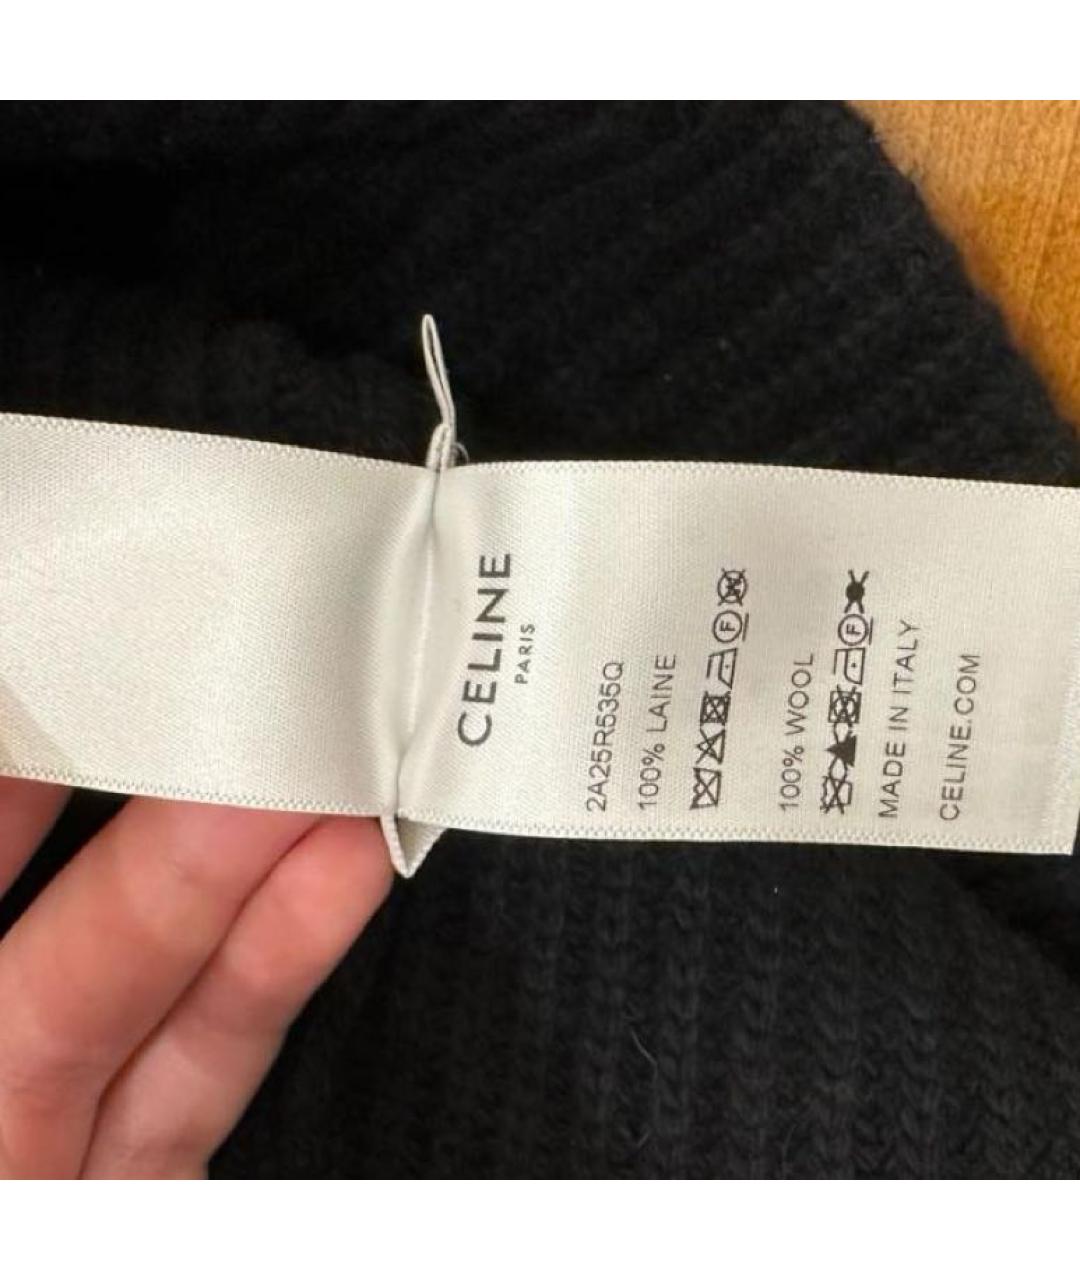 CELINE
PARIS
2A25R535Q
100% LAINE
100% WOOL
MADE IN ITALY
CELINE.COM